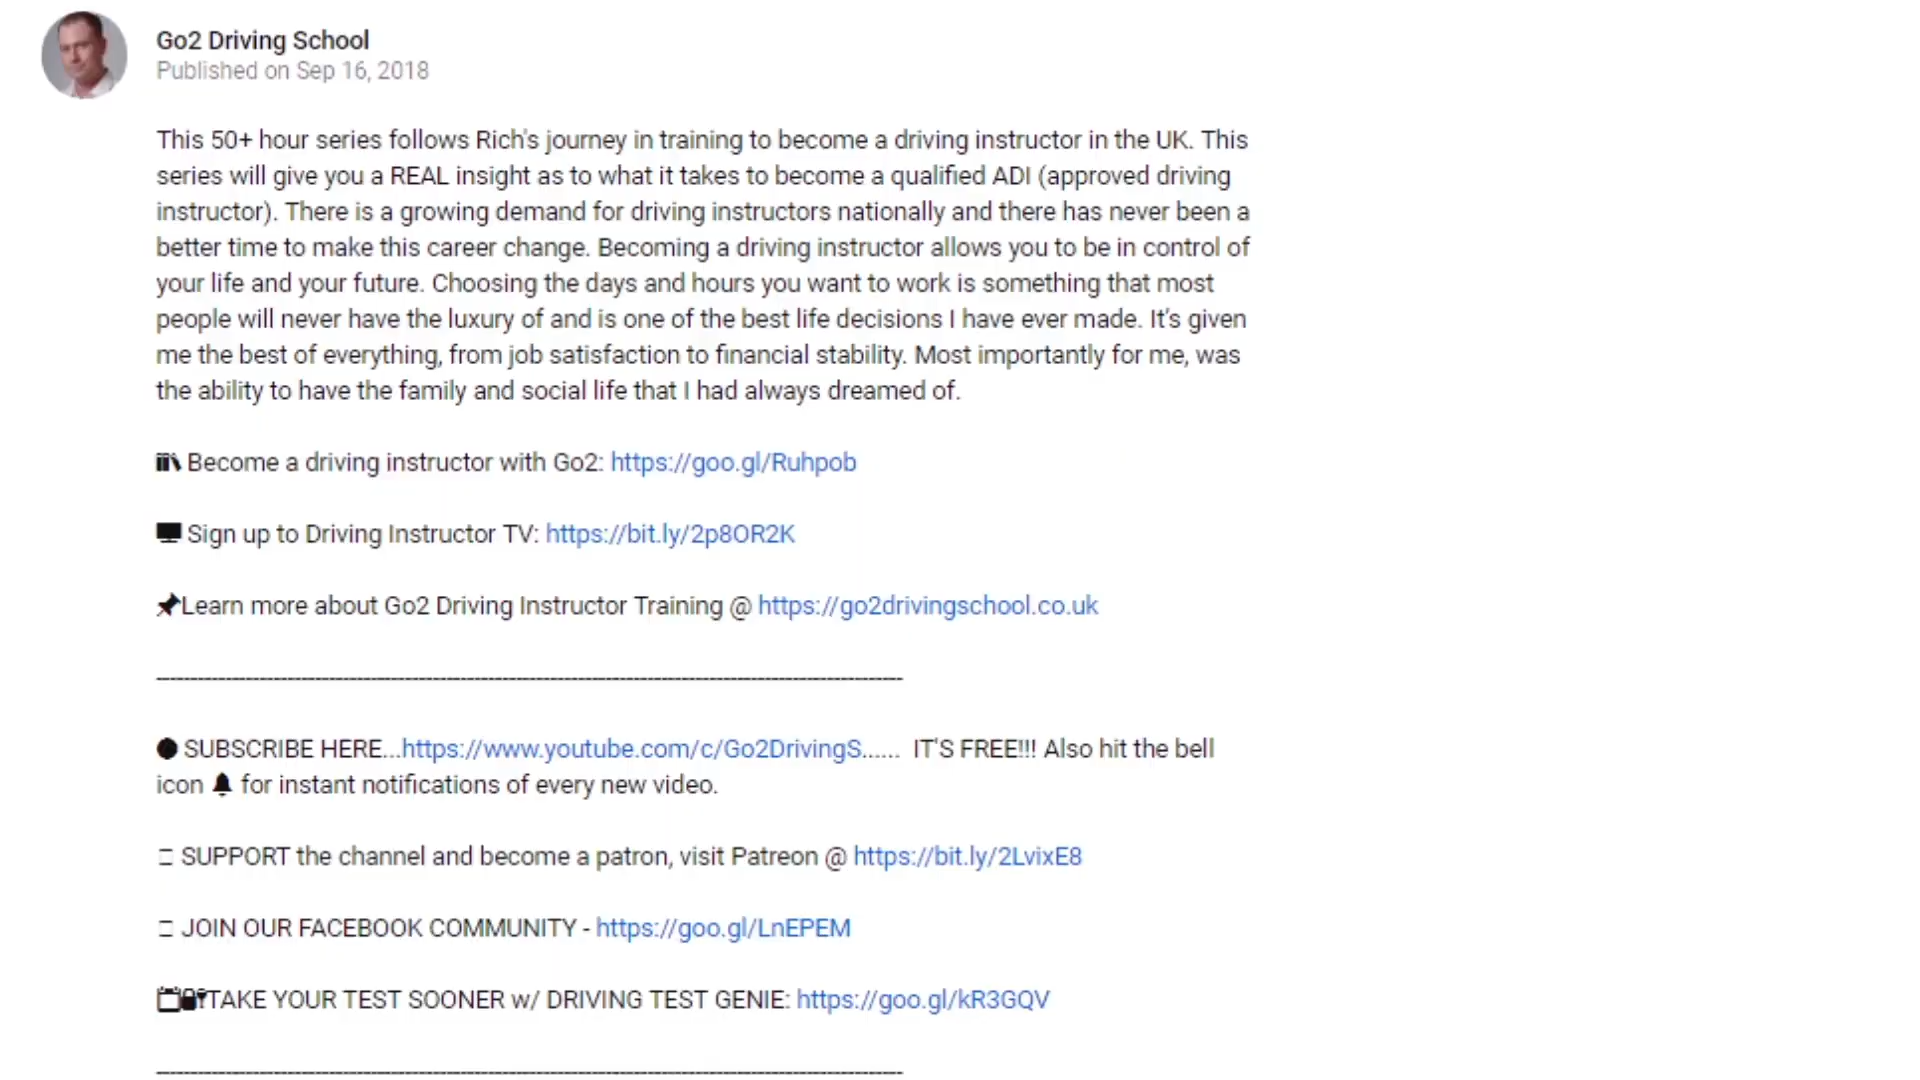 Go2 Driving School
Published on Sep 16, 2018
This 50+ hour series follows Rich's journey in training to become a driving instructor in the UK. This
series will give you a REAL insight as to what it takes to become a qualified ADI (approved driving
instructor). There is a growing demand for driving instructors nationally and there has never been a
better time to make this career change. Becoming a driving instructor allows you to be in control of
your life and your future. Choosing the days and hours you want to work is something that most
people will never have the luxury of and is one of the best life decisions I have ever made. It's given
me the best of everything, from job satisfaction to financial stability. Most importantly for me, was
the ability to have the family and social life that I had always dreamed of.
Become a driving instructor with Go2: https://goo.gl/Ruhpob
Sign up to Driving Instructor TV: https://bit.ly/2p8OR2K
Learn more about Go2 Driving Instructor Training @ https://go2drivingschool.co.uk
SUBSCRIBE HERE...https://www.youtube.com/c/Go2DrivingS...... IT'S FREE!!! Also hit the bell
icon 🔔 for instant notifications of every new video.
SUPPORT the channel and become a patron, visit Patreon @ https://bit.ly/2LvixE8
JOIN OUR FACEBOOK COMMUNITY - https://goo.gl/LnEPEM
TAKE YOUR TEST SOONER w/ DRIVING TEST GENIE: https://goo.gl/kR3GQV